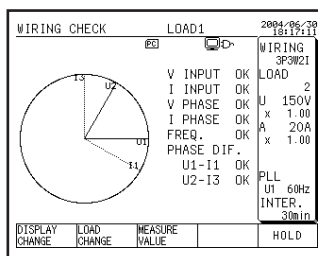 WIRING CHECK LOAD1 2004/06/30
18:17:11
PC
WIRING
3P3W2I
LOAD
2
U 150V
x 1.00
A 20A
x 1.00
PLL
U1 60Hz
INTER.
30min
I3
U2
U1
I1
V INPUT OK
I INPUT OK
V PHASE OK
I PHASE OK
FREQ. OK
PHASE DIF.
U1-I1 OK
U2-I3 OK
DISPLAY CHANGE
LOAD CHANGE
MEASURE VALUE
HOLD